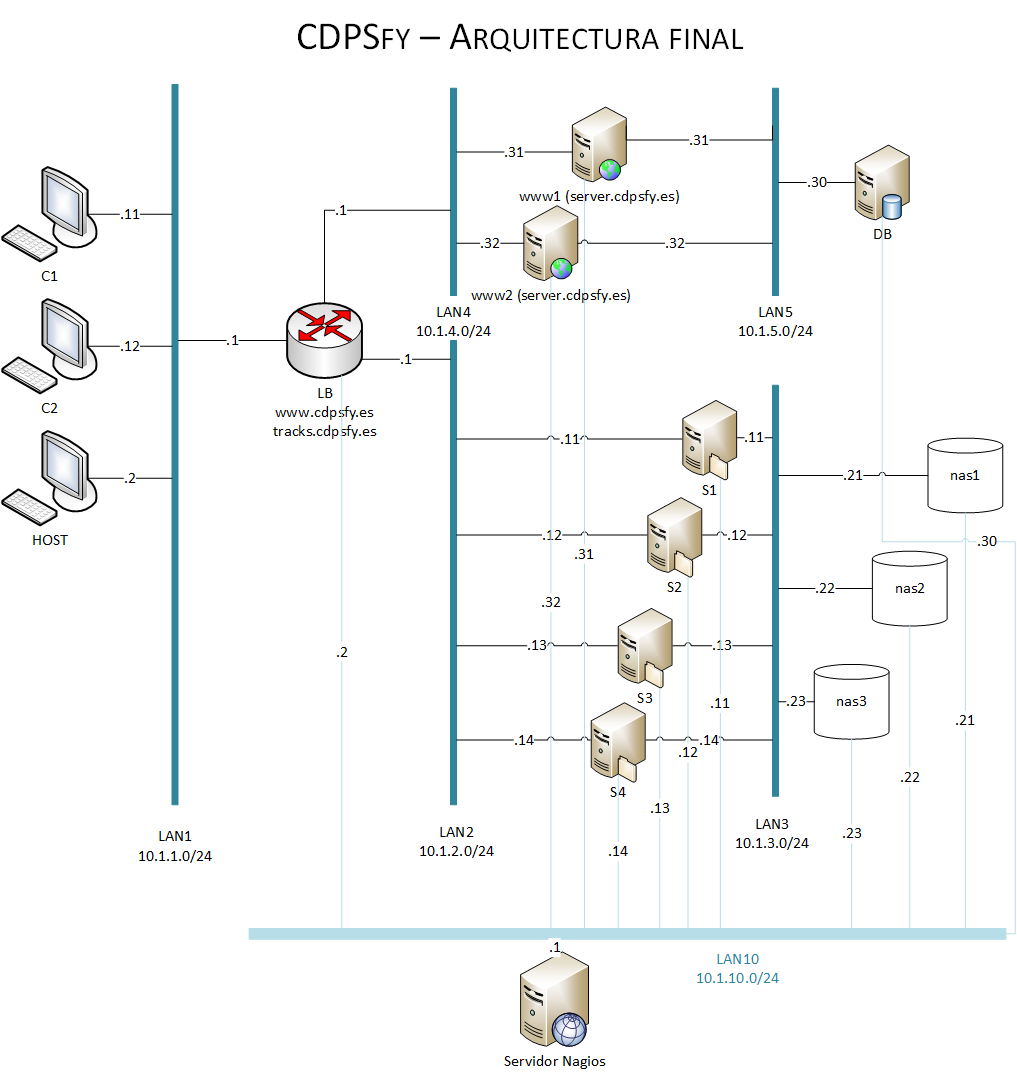 CDPSFY – ARQUITECTURA FINAL
.31
.31
www1 (server.cdpsfy.es)
.30
DB
.11
C1
.1
.32
.32
www2 (server.cdpsfy.es)
LAN4
10.1.4.0/24
LAN5
10.1.5.0/24
.12
C2
.1
.1
LB
www.cdpsfy.es
tracks.cdpsfy.es
.2
HOST
.11
.11
S1
.21
nas1
.12
.12
S2
.31
.30
.32
.22
nas2
.2
.13
.13
S3
.11
.23
nas3
.21
.14
.14
S4
.12
.22
.13
.23
.14
LAN1
10.1.1.0/24
LAN2
10.1.2.0/24
LAN3
10.1.3.0/24
.1
LAN10
10.1.10.0/24
Servidor Nagios